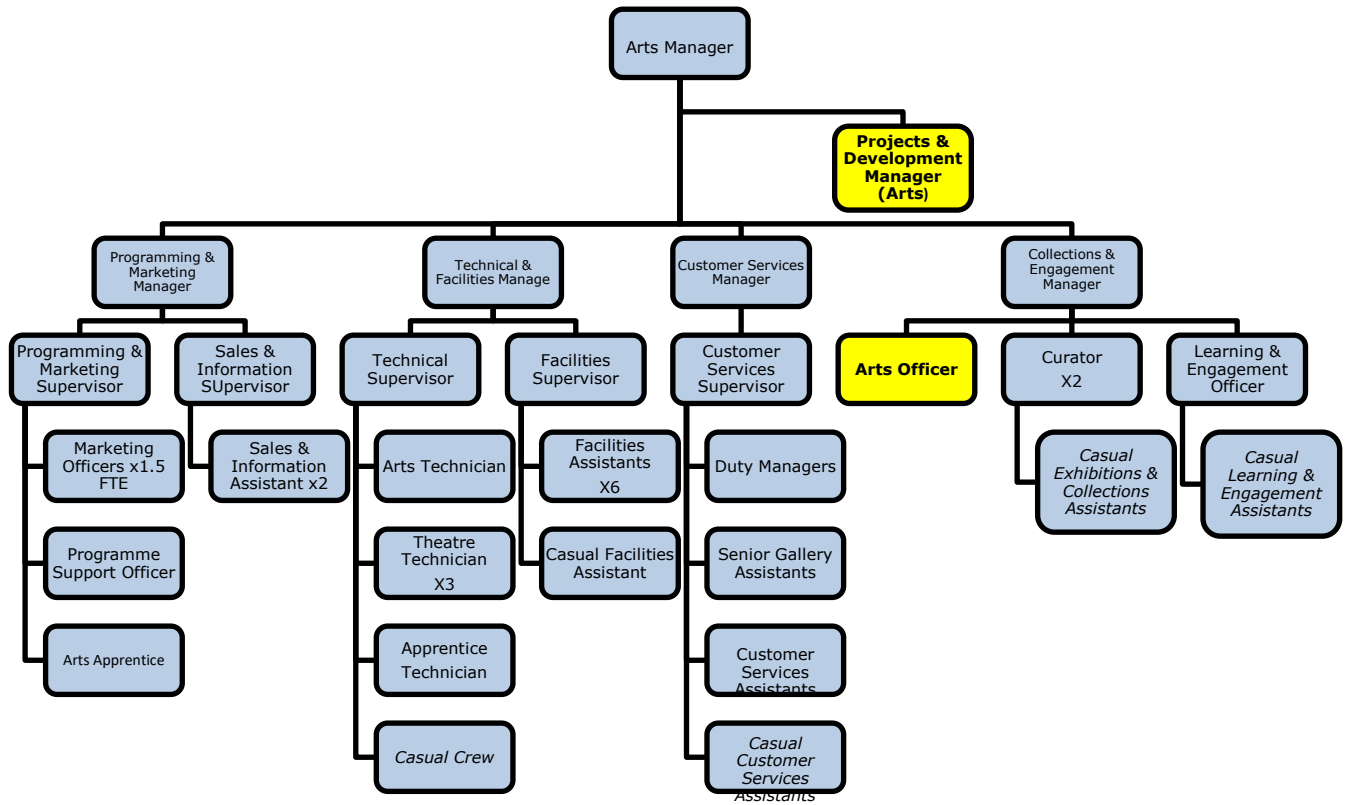 Arts Manager
Projects &
Development
Manager
(Arts)
Programming &
Marketing
Manager
Technical &
Facilities Manage
Customer Services
Manager
Collections &
Engagement
Manager
Programming &
Marketing
Supervisor
Sales &
Information
SUpervisor
Technical
Supervisor
Facilities
Supervisor
Customer
Services
Supervisor
Arts Officer
Curator
X2
Learning &
Engagement
Officer
Marketing
Officers x1.5
FTE
Sales &
Information
Assistant x2
Arts Technician
Facilities
Assistants
X6
Duty Managers
Casual
Exhibitions &
Collections
Assistants
Casual
Learning &
Engagement
Assistants
Programme
Support Officer
Theatre
Technician
X3
Casual Facilities
Assistant
Senior Gallery
Assistants
Arts Apprentice
Apprentice
Technician
Customer
Services
Assistants
Casual Crew
Casual
Customer
Services
Assistants